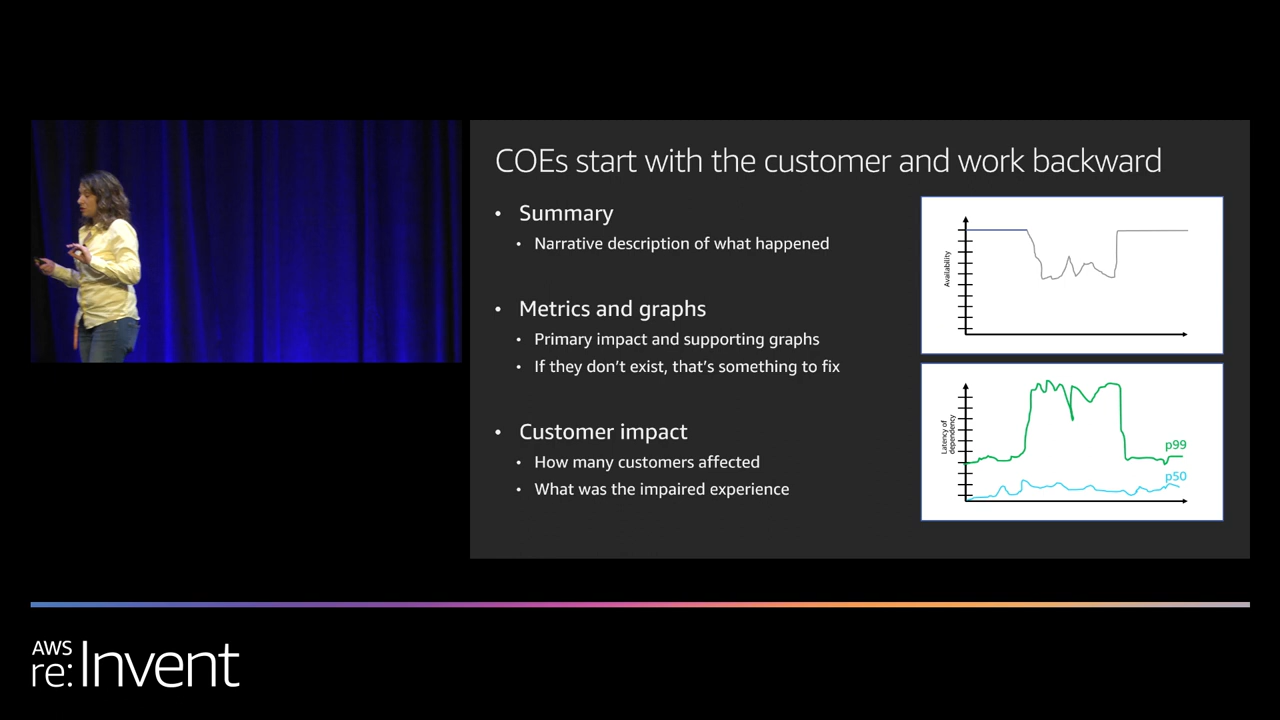 COEs start with the customer and work backward
• Summary
• Narrative description of what happened
• Metrics and graphs
• Primary impact and supporting graphs
• If they don't exist, that's something to fix
• Customer impact
• How many customers affected
• What was the impaired experience
Availability
Latency of
dependency
p99
p50
AWS
re:Invent